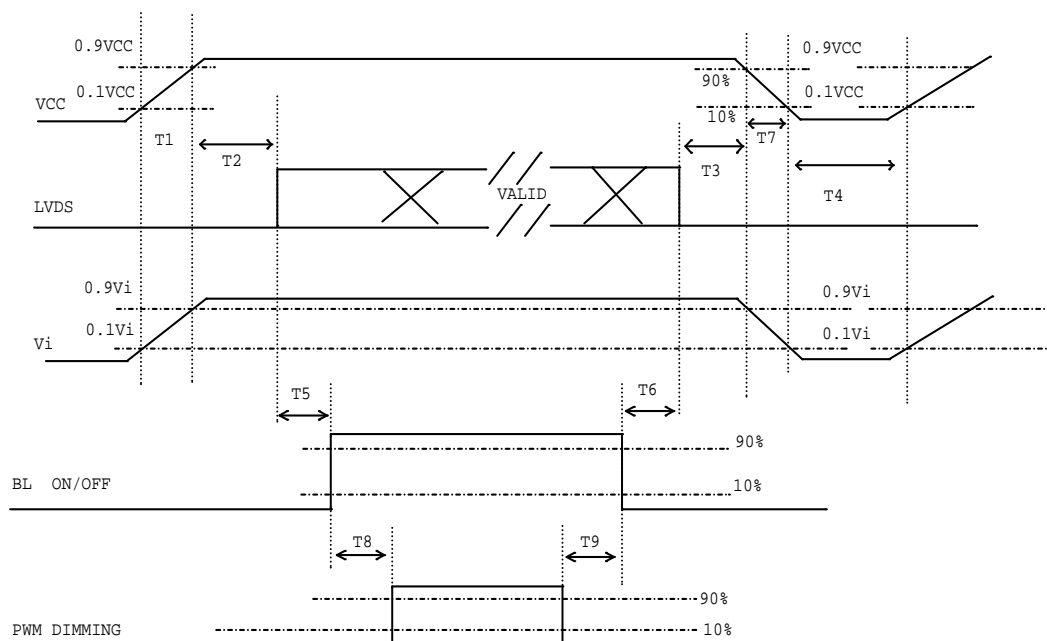 0.9VCC
0.9VCC
90%
0.1VCC
0.1VCC
VCC
10%
T1
T7
T2
T3
T4
VALID
LVDS
0.9Vi
0.9Vi
0.1Vi
0.1Vi
Vi
T5
T6
90%
BL ON/OFF
10%
T8
T9
90%
PWM DIMMING
10%